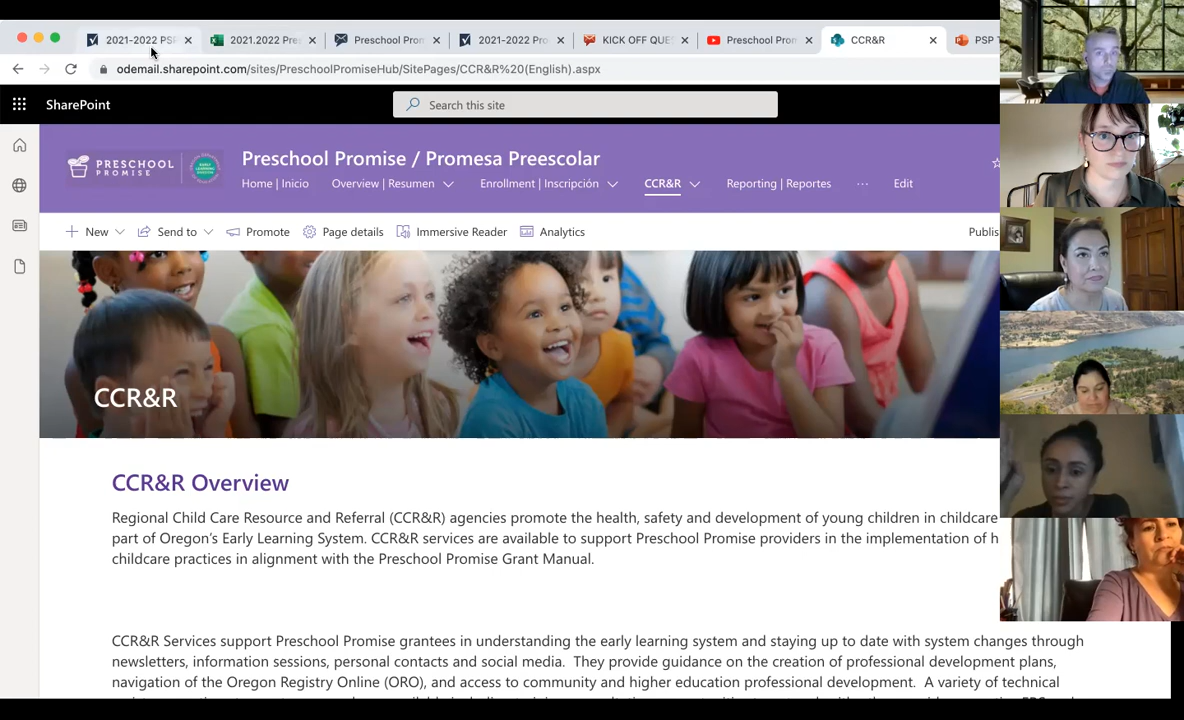 2021-2022 PSP
2021.2022 Pre
Preschool Pron
2021-2022 Pro
KICK OFF QUES
Preschool Prom
CCR&R
PSP T
odemail.sharepoint.com/sites/PreschoolPromiseHub/SitePages/CCR&R%20(English).aspx
SharePoint
Search this site
PRESCHOOL
PROMISE
Preschool Promise / Promesa Preescolar
Home | Inicio
Overview | Resumen
Enrollment | Inscripción
CCR&R
Reporting | Reportes
...
Edit
New
Send to
Promote
Page details
Immersive Reader
Analytics
Publis
CCR&R
CCR&R Overview
Regional Child Care Resource and Referral (CCR&R) agencies promote the health, safety and development of young children in childcare
part of Oregon's Early Learning System. CCR&R services are available to support Preschool Promise providers in the implementation of h
childcare practices in alignment with the Preschool Promise Grant Manual.
CCR&R Services support Preschool Promise grantees in understanding the early learning system and staying up to date with system changes through
newsletters, information sessions, personal contacts and social media. They provide guidance on the creation of professional development plans,
navigation of the Oregon Registry Online (ORO), and access to community and higher education professional development. A variety of technical